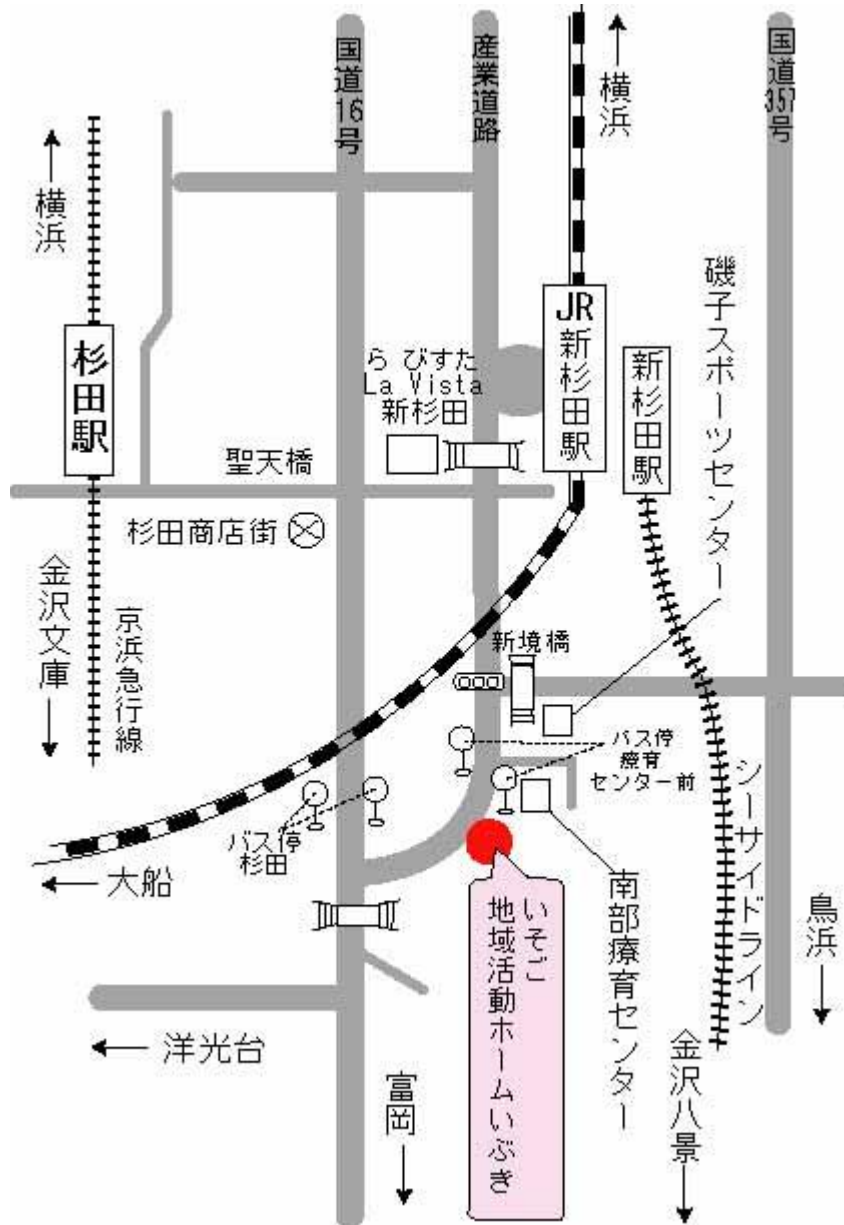 国道16号
産業道路
横浜
国道357号
横浜
磯子スポーツセンター
JR新杉田駅
杉田駅
ら びすた
La Vista
新杉田
新杉田駅
聖天橋
杉田商店街
金沢文庫
京浜急行線
新境橋
バス停
療育
センター前
シーサイドライン
バス停
杉田
大船
南部療育センター
鳥浜
いそご
地域活動ホームいぶき
洋光台
富岡
金沢八景